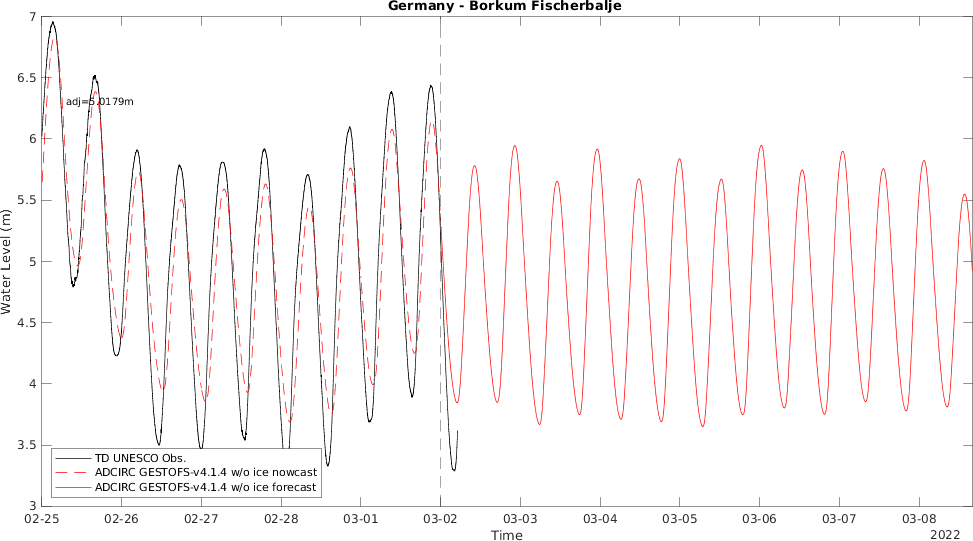 Germany - Borkum Fischerbalje
7
6.5
adj=5.0179m
6
5.5
5
4.5
4
3.5
3
Water Level (m)
TD UNESCO Obs.
ADCIRC GESTOFS-v4.1.4 w/o ice nowcast
ADCIRC GESTOFS-v4.1.4 w/o ice forecast
02-25 02-26 02-27 02-28 03-01 03-02 03-03 03-04 03-05 03-06 03-07 03-08
Time
2022